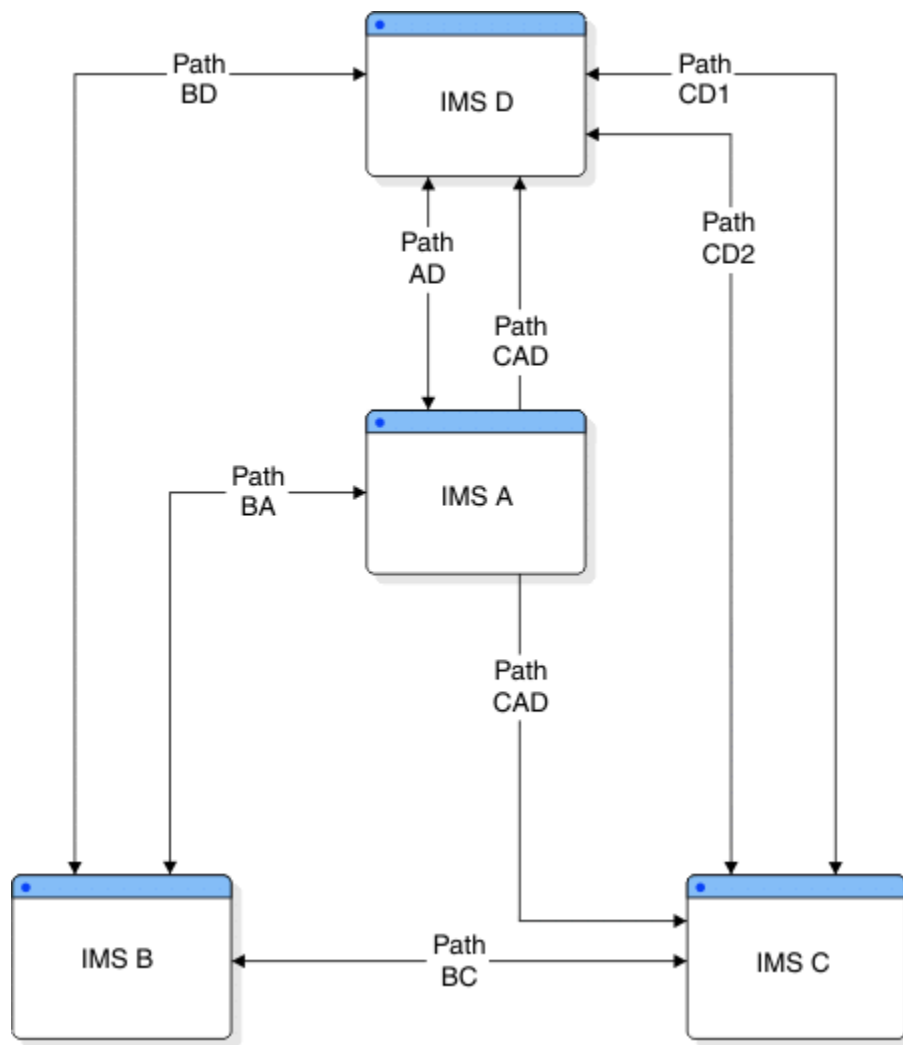 Path
BD
IMS D
Path
CD1
Path
AD
Path
CD2
Path
CAD
Path
BA
IMS A
Path
CAD
IMS B
Path
BC
IMS C